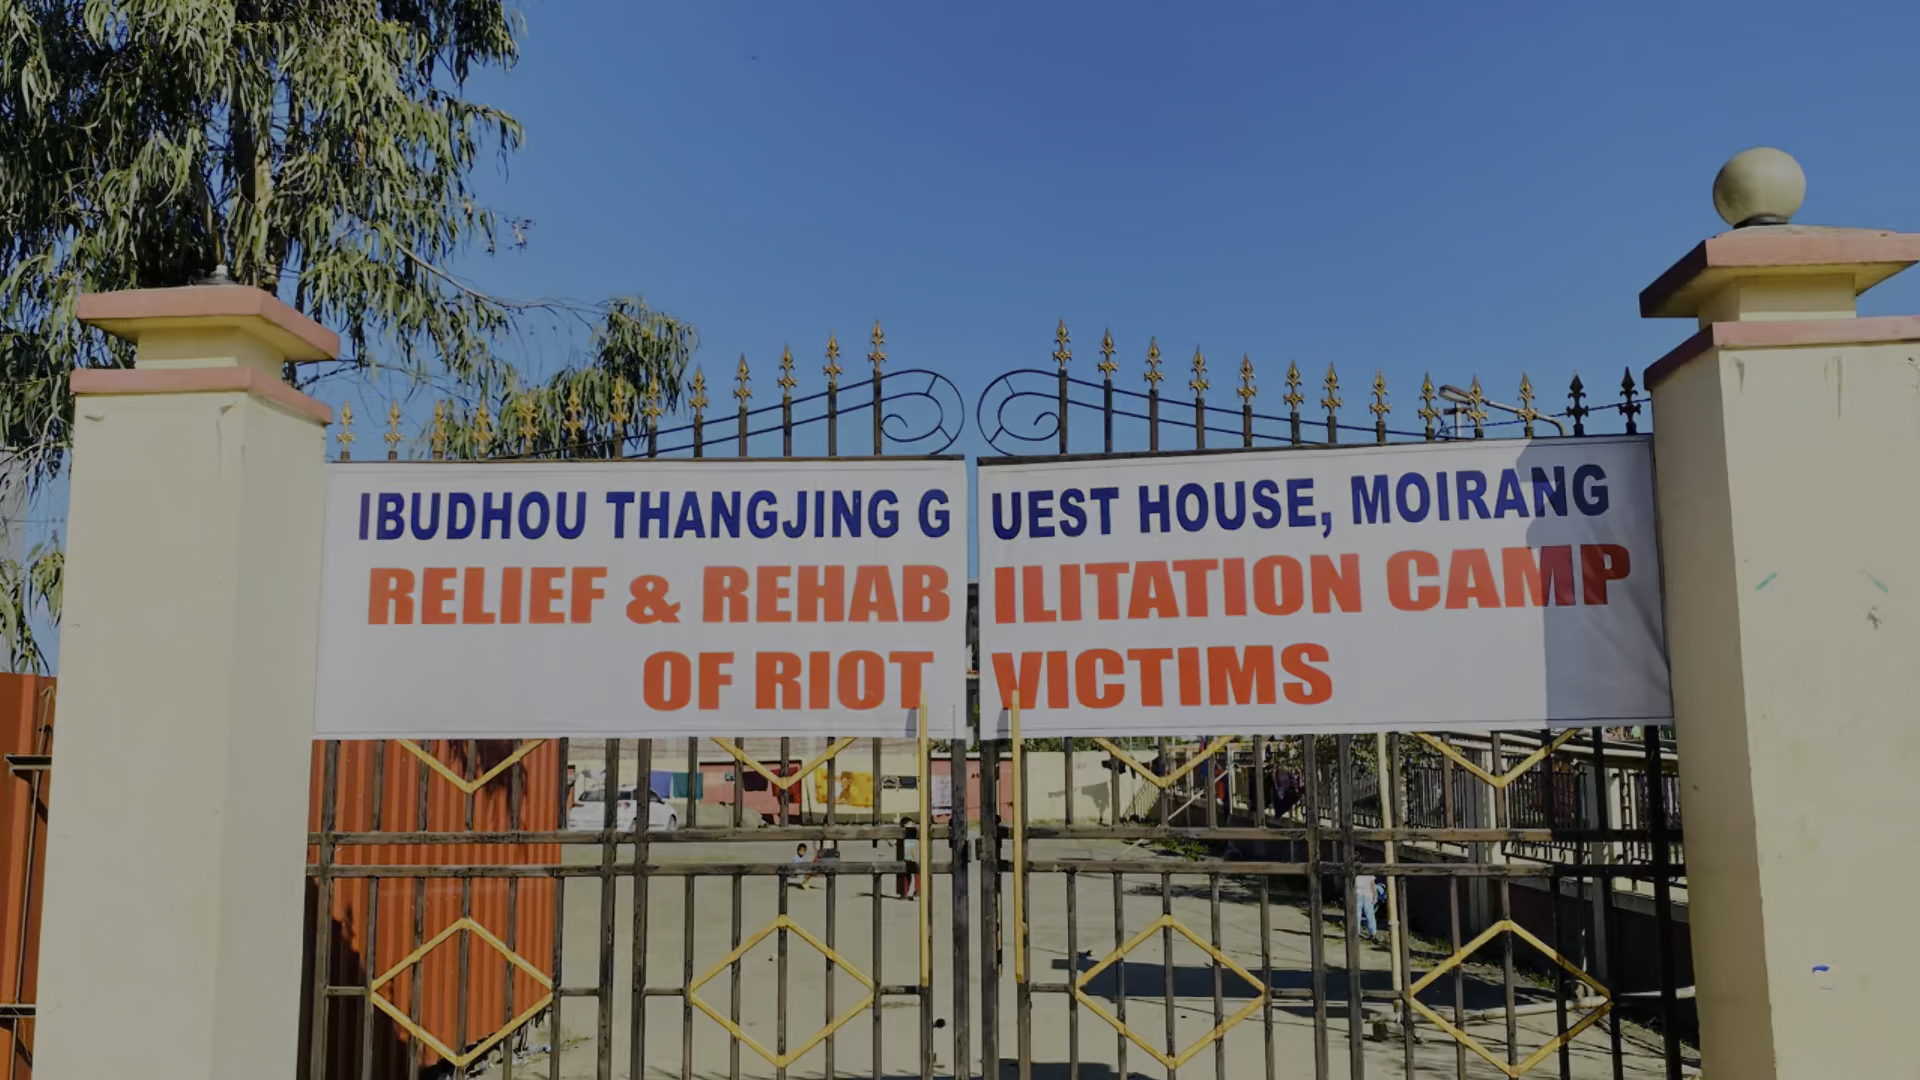 IBUDHOU THANGJING GUEST HOUSE, MOIRANG
RELIEF & REHABILITATION CAMP
OF RIOT VICTIMS